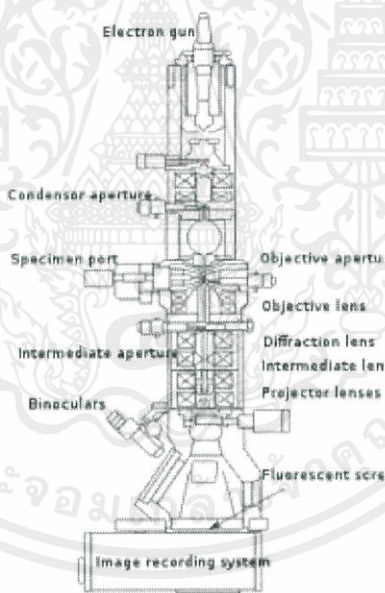 Electron gun
Condensor aperture
Specimen port
Objective apertu
Objective lens
Intermediate aperture
Diffraction lens
Intermediate len
Projector lenses
Binoculars
Fluorescent scre
Image recording system